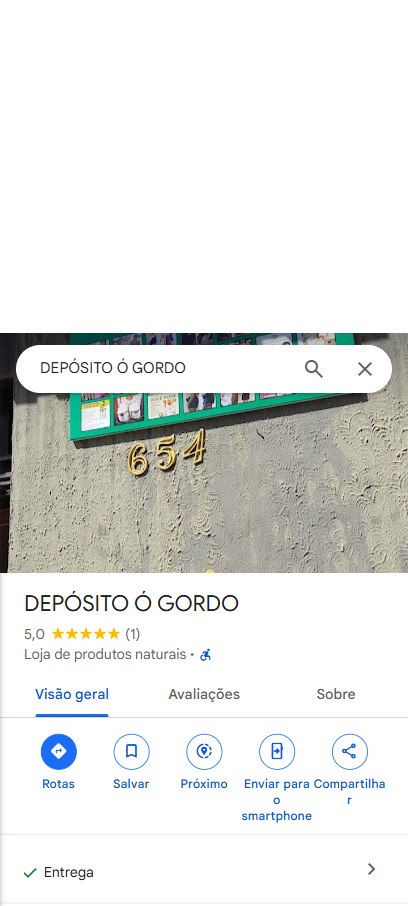 DEPÓSITO Ó GORDO
654
DEPÓSITO Ó GORDO
5,0 (1)
Loja de produtos naturais ·
Visão geral
Avaliações
Sobre
Rotas
Salvar
Próximo
Enviar para o smartphone
Compartilhar
Entrega